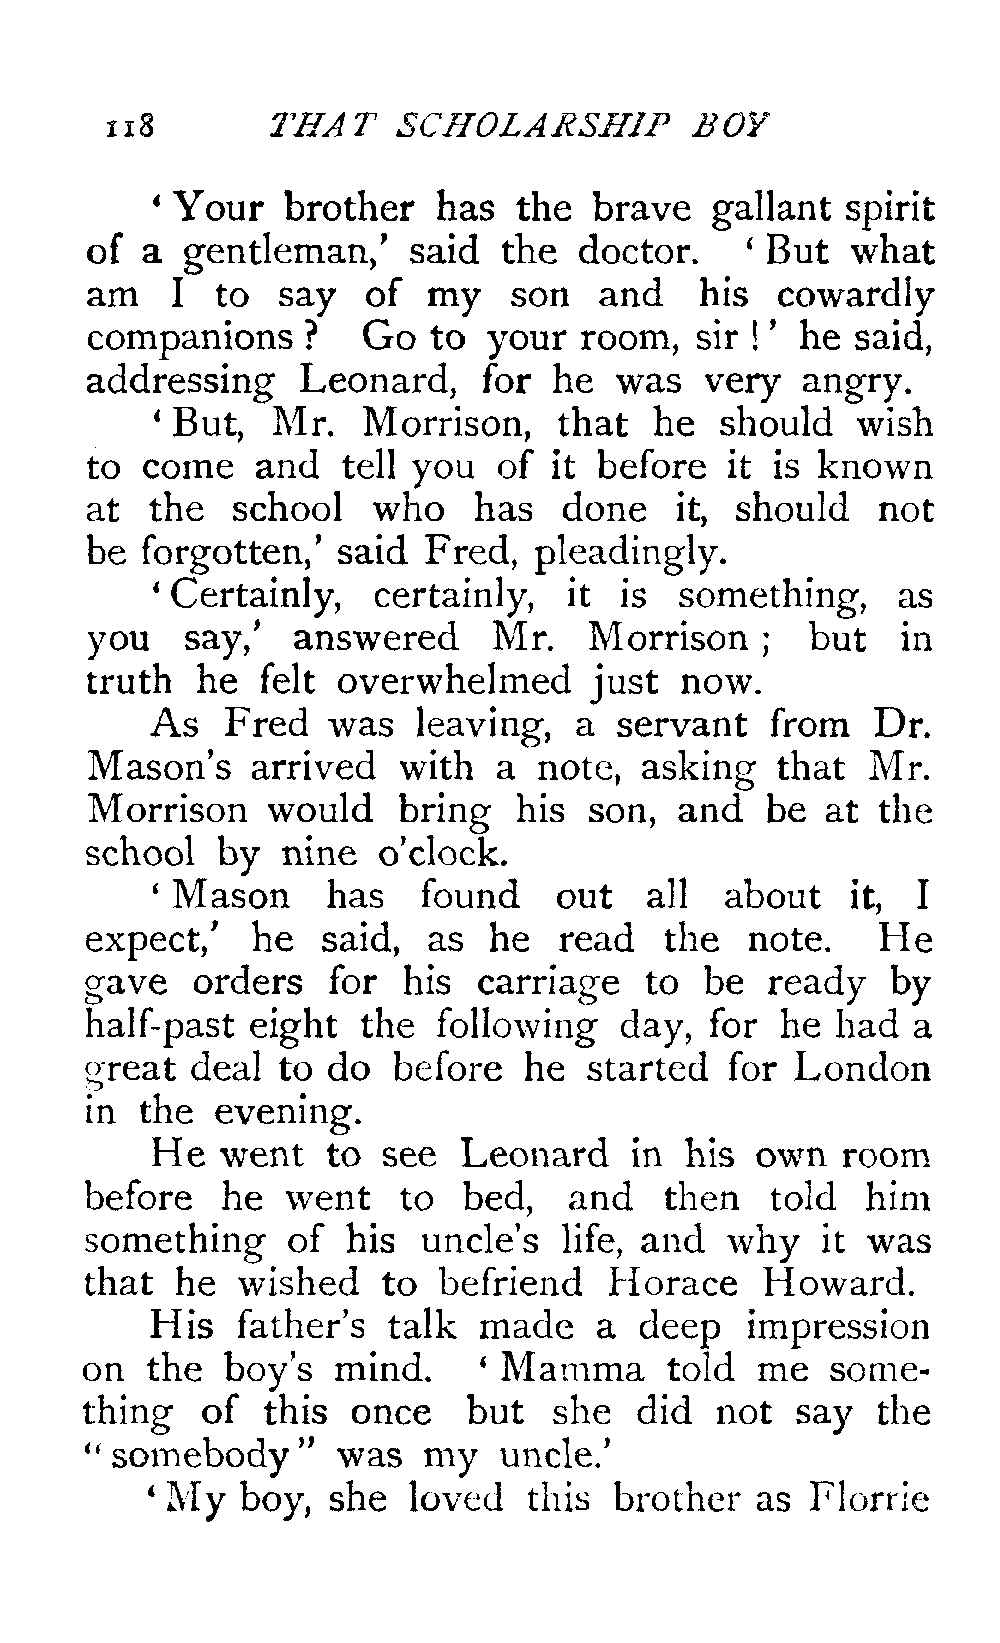 118 THAT SCHOLARSHIP BOY
‘ Your brother has the brave gallant spirit
of a gentleman,’ said the doctor. ‘ But what
am I to say of my son and his cowardly
companions ? Go to your room, sir ! ’ he said,
addressing Leonard, for he was very angry.
‘ But, Mr. Morrison, that he should wish
to come and tell you of it before it is known
at the school who has done it, should not
be forgotten,’ said Fred, pleadingly.
‘ Certainly, certainly, it is something, as
you say,’ answered Mr. Morrison ; but in
truth he felt overwhelmed just now.
As Fred was leaving, a servant from Dr.
Mason’s arrived with a note, asking that Mr.
Morrison would bring his son, and be at the
school by nine o’clock.
‘ Mason has found out all about it, I
expect,’ he said, as he read the note. He
gave orders for his carriage to be ready by
half-past eight the following day, for he had a
great deal to do before he started for London
in the evening.
He went to see Leonard in his own room
before he went to bed, and then told him
something of his uncle’s life, and why it was
that he wished to befriend Horace Howard.
His father’s talk made a deep impression
on the boy’s mind. ‘ Mamma told me some-
thing of this once but she did not say the
“ somebody ” was my uncle.’
‘ My boy, she loved this brother as Florrie